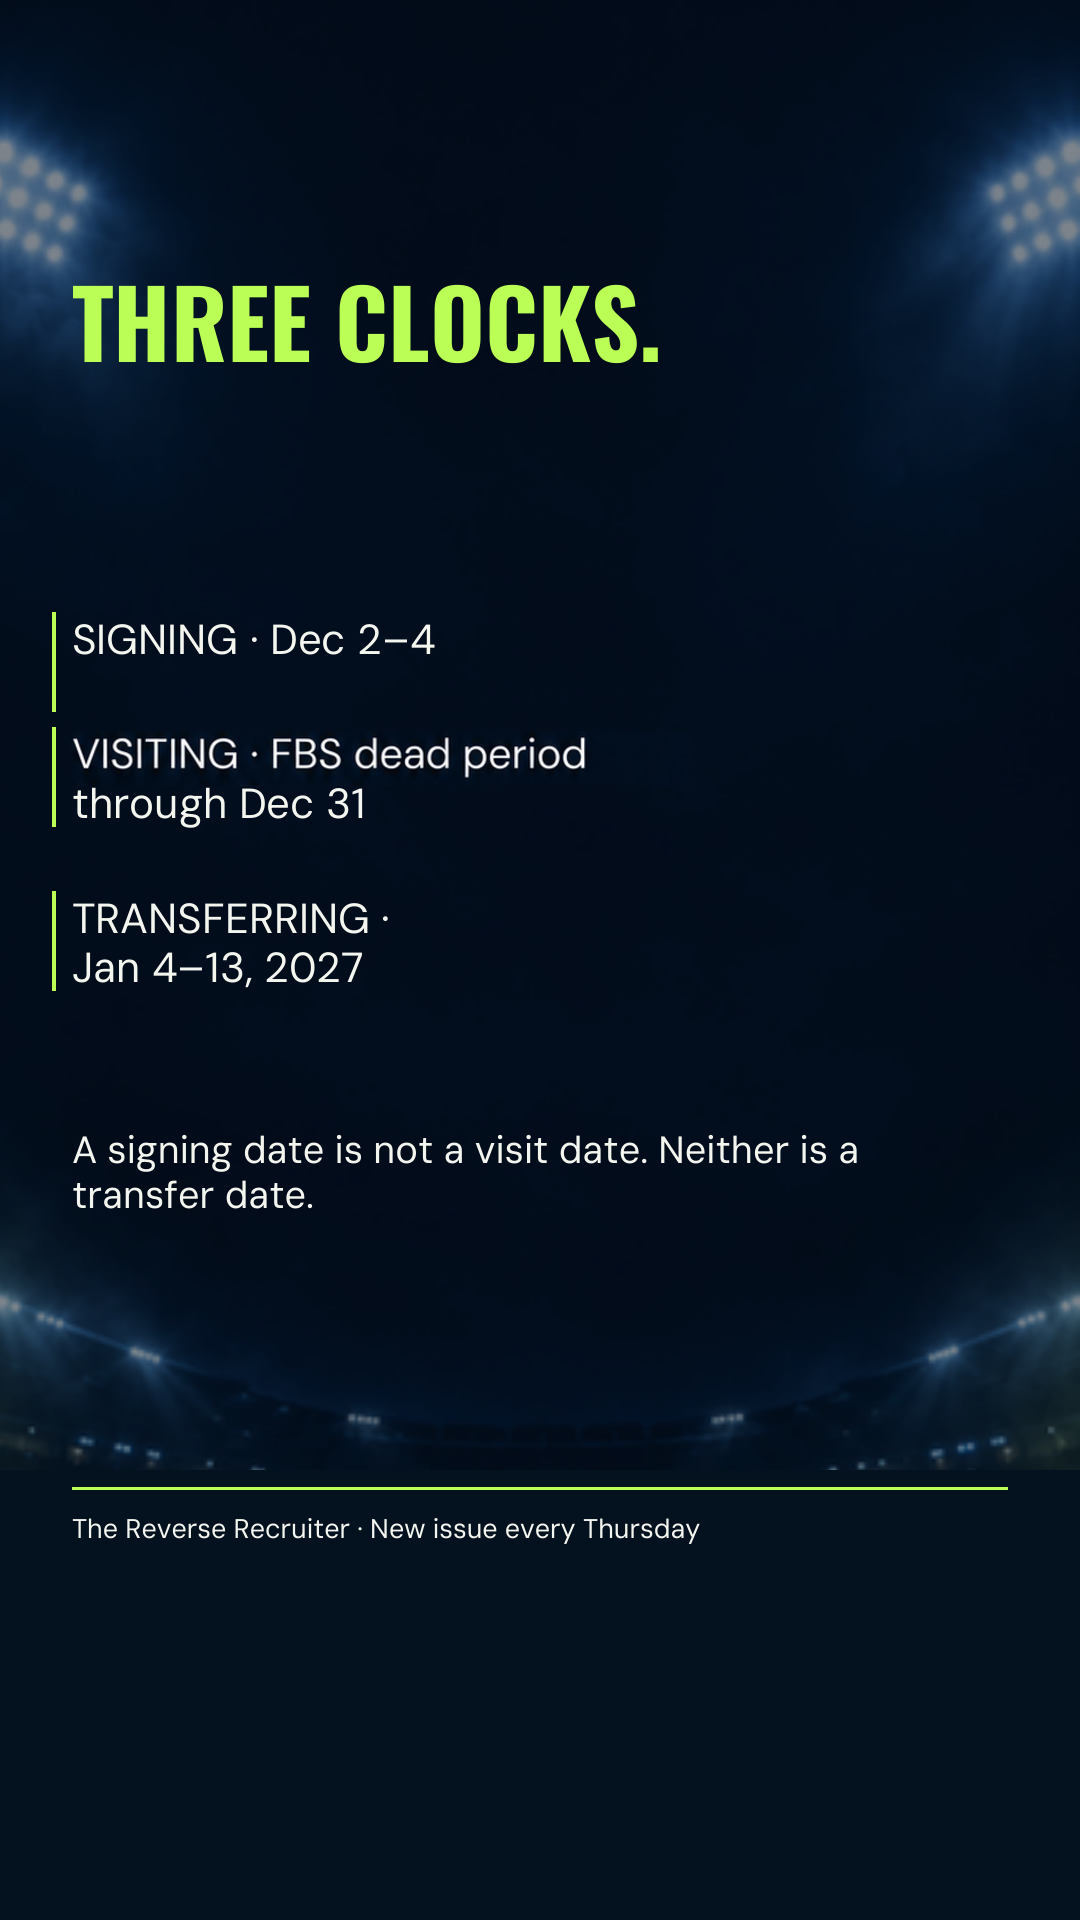 THREE CLOCKS.
SIGNING · Dec 2–4
VISITING · FBS dead period
through Dec 31
TRANSFERRING ·
Jan 4–13, 2027
A signing date is not a visit date. Neither is a
transfer date.
The Reverse Recruiter · New issue every Thursday